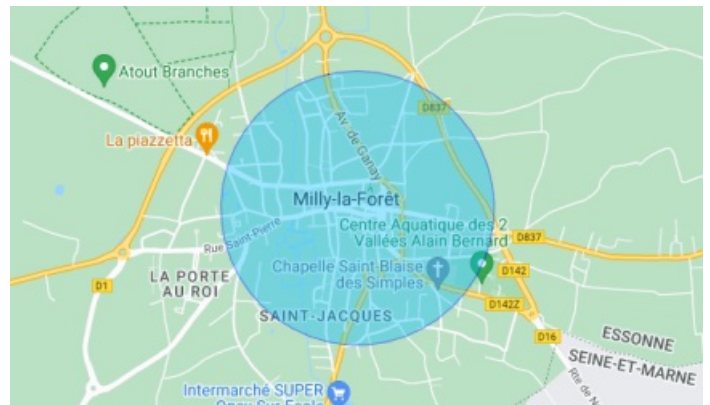 Atout Branches
D837
Av. de Ganay
La piazzetta
Milly-la-Forêt
Centre Aquatique des 2
Vallées Alain Bernard
Rue Saint-Pierre
D837
D142
Chapelle Saint-Blaise
des Simples
LA PORTE
AU ROI
D1
D142Z
SAINT-JACQUES
D16
ESSONNE
SEINE-ET-MARNE
Intermarché SUPER
Rte de N